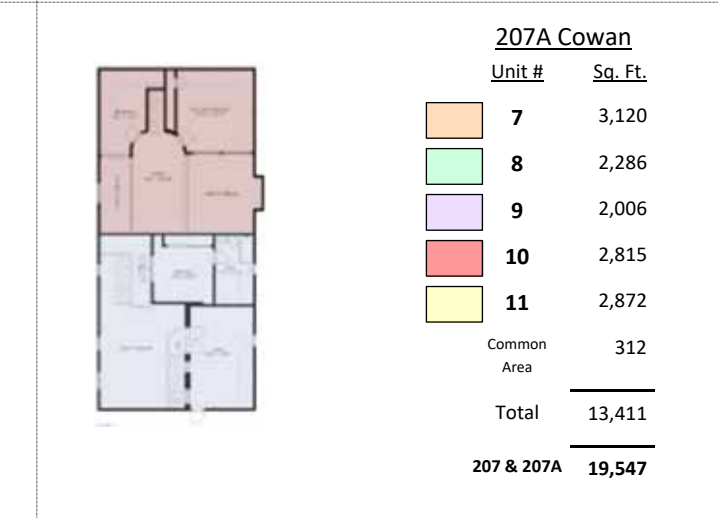 207A Cowan
Unit # Sq. Ft.
7 3,120
8 2,286
9 2,006
10 2,815
11 2,872
Common Area 312
Total 13,411
207 & 207A 19,547